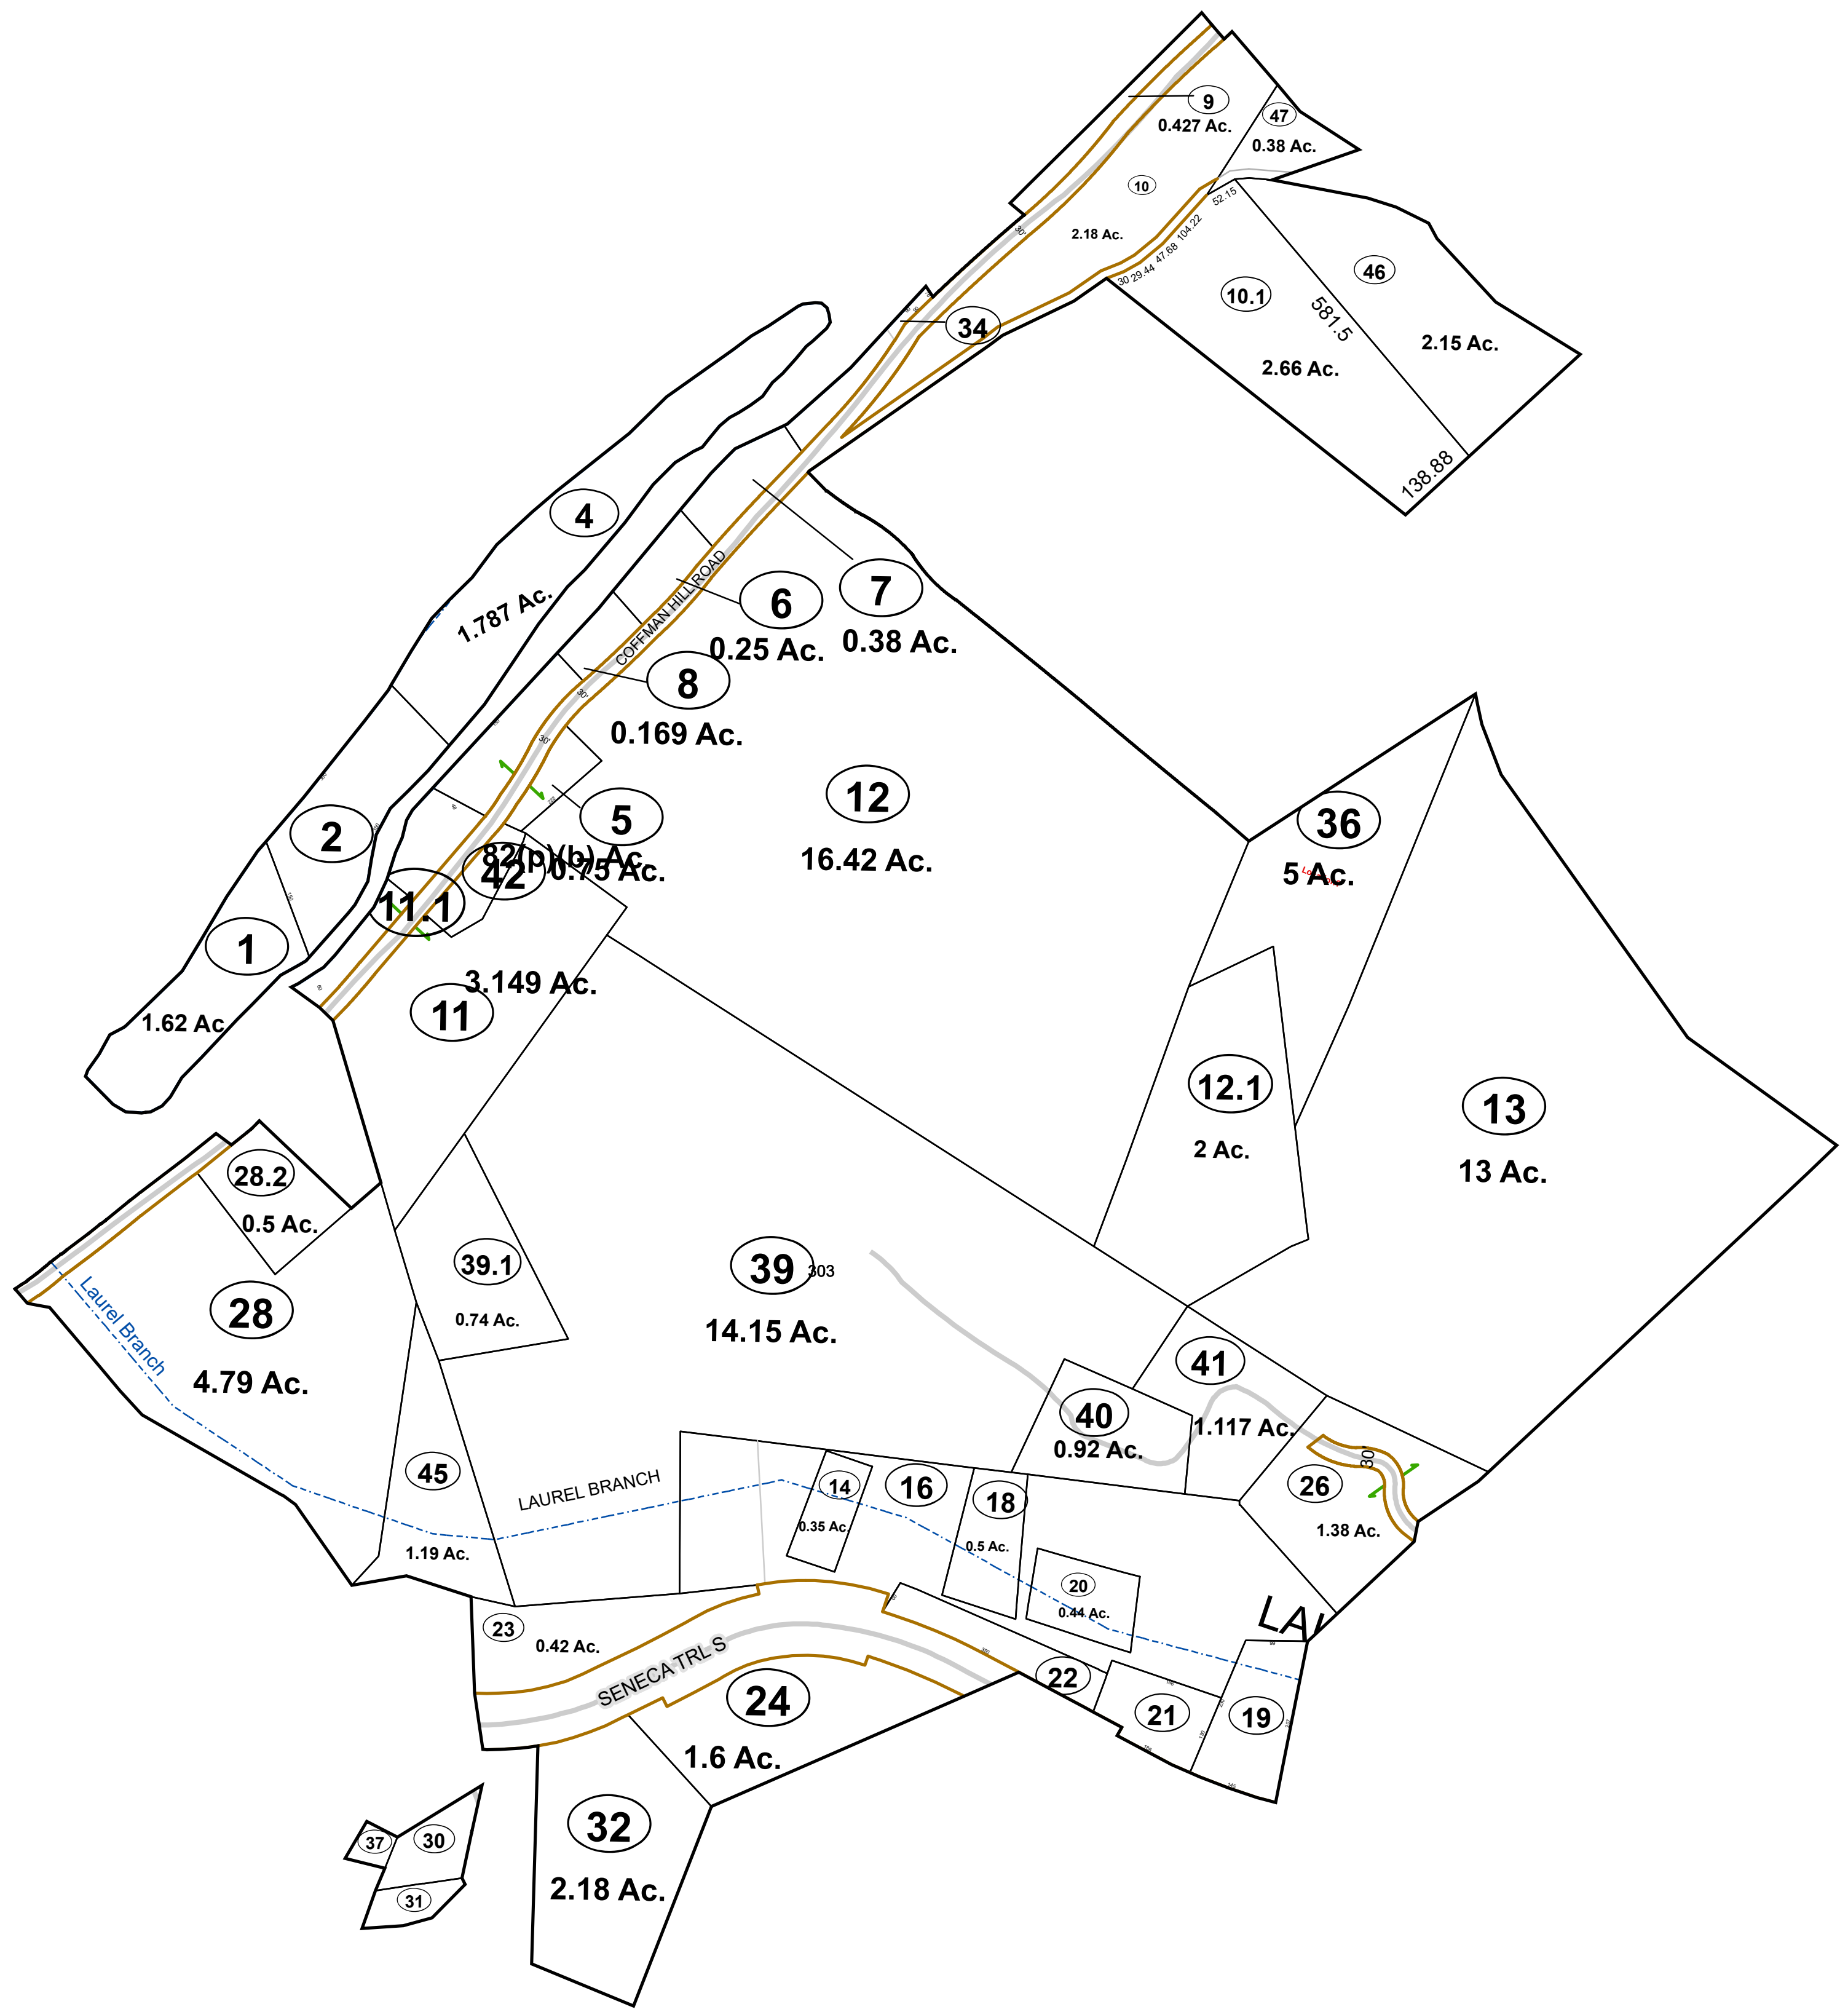 9
0.427 Ac.
47
0.38 Ac.
10
2.18 Ac.
52.15
104.22
47.68
29.44
30
30'
46
2.15 Ac.
10.1
2.66 Ac.
581.5
138.88
34
4
1.787 Ac.
COFFMAN HILL ROAD
7
0.38 Ac.
6
0.25 Ac.
8
0.169 Ac.
30'
30'
5
0.75 Ac.
82(p)(b) Ac.
42
11.1
2
1
1.62 Ac.
12
16.42 Ac.
36
5 Ac.
11
3.149 Ac.
12.1
2 Ac.
13
13 Ac.
28.2
0.5 Ac.
28
4.79 Ac.
Laurel Branch
39.1
0.74 Ac.
39
303
14.15 Ac.
41
1.117 Ac.
40
0.92 Ac.
30'
26
1.38 Ac.
45
1.19 Ac.
LAUREL BRANCH
14
0.35 Ac.
16
18
0.5 Ac.
20
0.44 Ac.
LAU
23
0.42 Ac.
SENECA TRL S
24
1.6 Ac.
22
21
19
32
2.18 Ac.
37
30
31